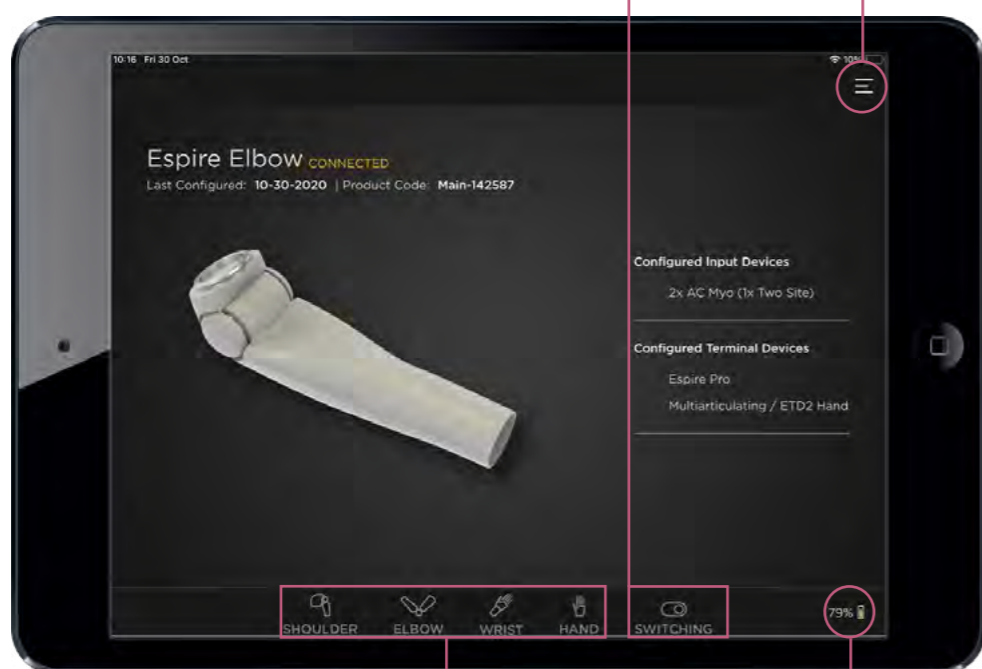 10:16 Fri 30 Oct 10%
Espire Elbow CONNECTED
Last Configured: 10-30-2020 | Product Code: Main-142587
Configured Input Devices
2x AC Myo (1x Two Site)
Configured Terminal Devices
Espire Pro
Multiarticulating / ETD2 Hand
SHOULDER ELBOW WRIST HAND SWITCHING 79%